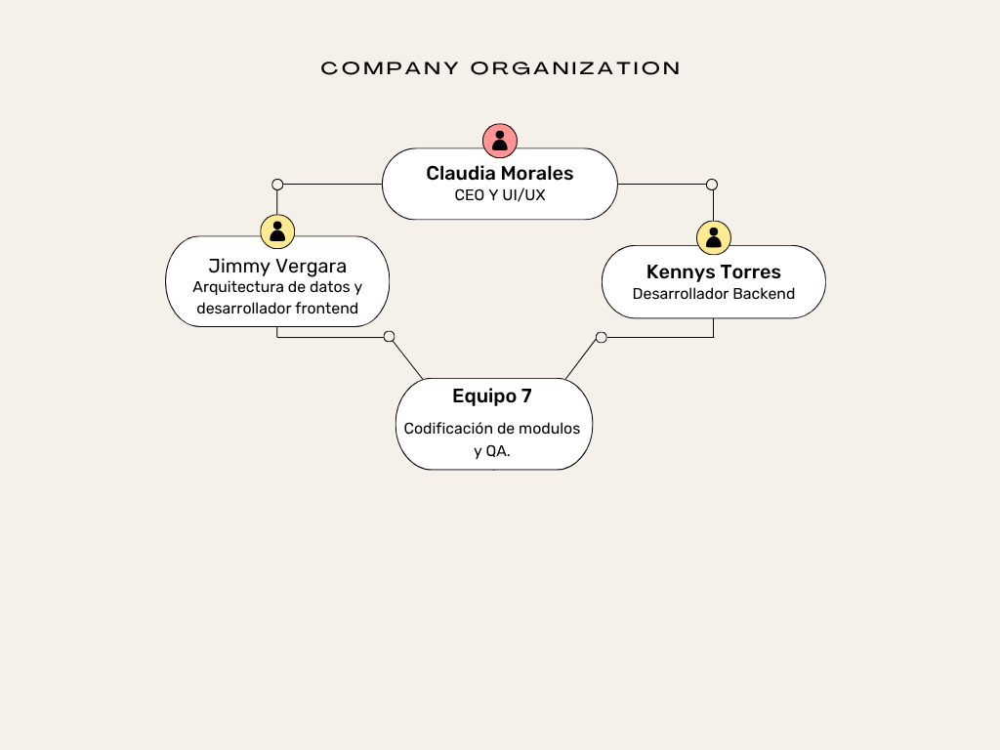 COMPANY ORGANIZATION
Claudia Morales
CEO Y UI/UX
Jimmy Vergara
Arquitectura de datos y
desarrollador frontend
Kennys Torres
Desarrollador Backend
Equipo 7
Codificación de modulos
y QA.